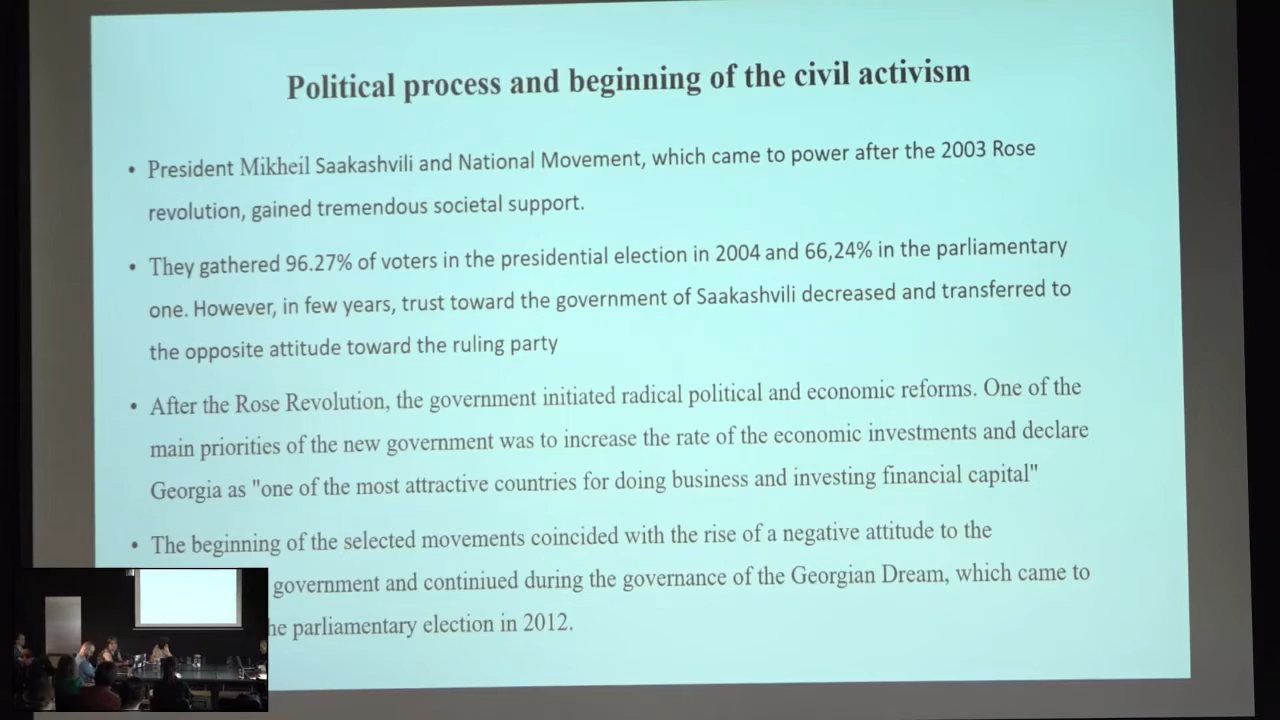 Political process and beginning of the civil activism
• President Mikheil Saakashvili and National Movement, which came to power after the 2003 Rose
revolution, gained tremendous societal support.
• They gathered 96.27% of voters in the presidential election in 2004 and 66,24% in the parliamentary
one. However, in few years, trust toward the government of Saakashvili decreased and transferred to
the opposite attitude toward the ruling party
• After the Rose Revolution, the government initiated radical political and economic reforms. One of the
main priorities of the new government was to increase the rate of the economic investments and declare
Georgia as "one of the most attractive countries for doing business and investing financial capital"
• The beginning of the selected movements coincided with the rise of a negative attitude to the
government and continiued during the governance of the Georgian Dream, which came to
parliamentary election in 2012.